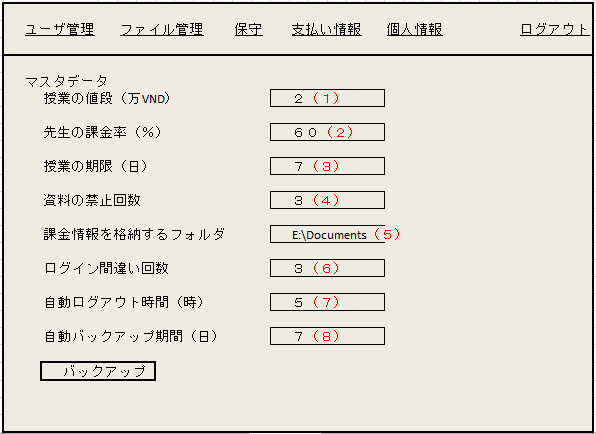 ユーザ管理 ファイル管理 保守 支払い情報 個人情報 ログアウト
マスタデータ
授業の値段（万VND） 2（1）
先生の課金率（%） 60（2）
授業の期限（日） 7（3）
資料の禁止回数 3（4）
課金情報を格納するフォルダ E:\Documents（5）
ログイン間違い回数 3（6）
自動ログアウト時間（時） 5（7）
自動バックアップ期間（日） 7（8）
バックアップ